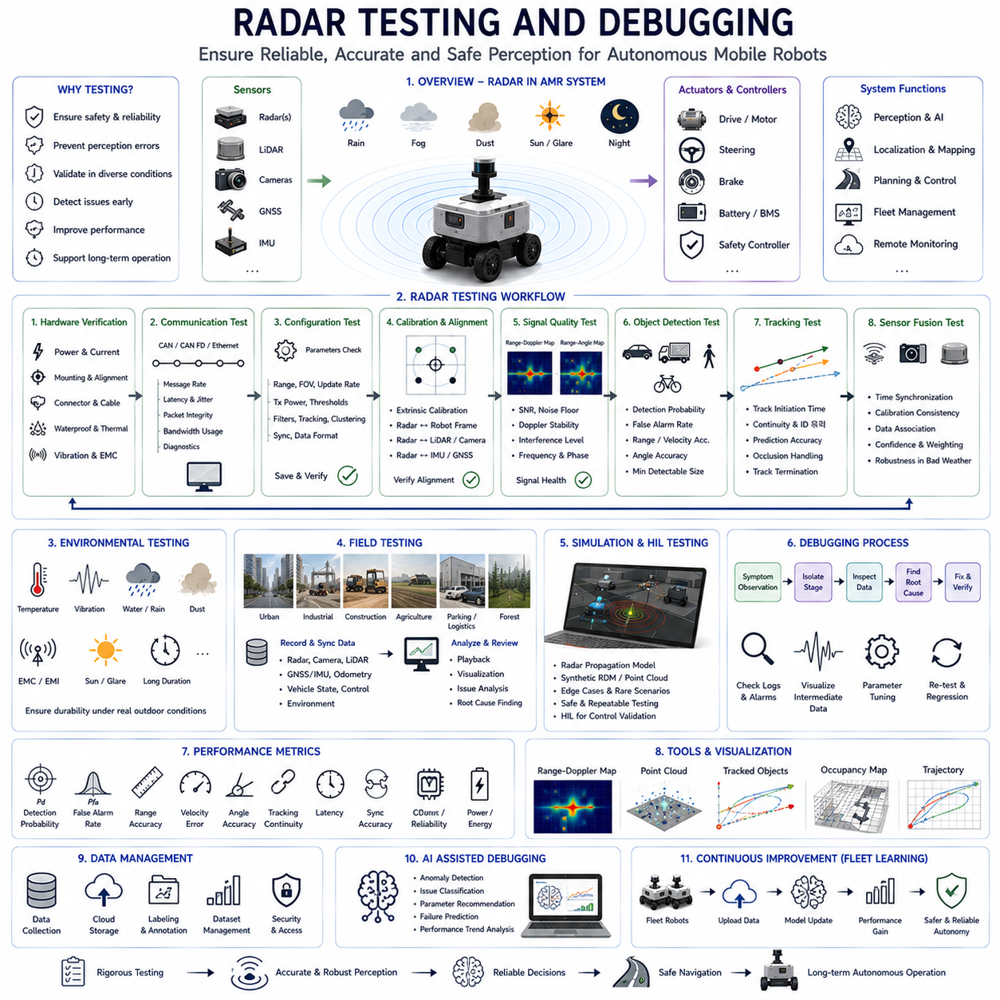 RADAR TESTING AND DEBUGGING
Ensure Reliable, Accurate and Safe Perception for Autonomous Mobile Robots
WHY TESTING?
Ensure safety & reliability
Prevent perception errors
Validate in diverse conditions
Detect issues early
Improve performance
Support long-term operation
Sensors
Radar(s)
LiDAR
Cameras
GNSS
IMU
...
1. OVERVIEW – RADAR IN AMR SYSTEM
Rain
Fog
Dust
Sun / Glare
Night
Actuators & Controllers
Drive / Motor
Steering
Brake
Battery / BMS
Safety Controller
...
System Functions
Perception & AI
Localization & Mapping
Planning & Control
Fleet Management
Remote Monitoring
...
2. RADAR TESTING WORKFLOW
1. Hardware Verification
Power & Current
Mounting & Alignment
Connector & Cable
Waterproof & Thermal
Vibration & EMC
2. Communication Test
CAN / CAN FD / Ethernet
Message Rate
Latency & Jitter
Packet Integrity
Bandwidth Usage
Diagnostics
3. Configuration Test
Parameters Check
Range, FOV, Update Rate
Tx Power, Thresholds
Filters, Tracking, Clustering
Sync, Data Format
Save & Verify
4. Calibration & Alignment
• Extrinsic Calibration
• Radar ↔ Robot Frame
• Radar ↔ LiDAR / Camera
• Radar ↔ IMU / GNSS
Verify Alignment
5. Signal Quality Test
Range-Doppler Map
Range-Angle Map
• SNR, Noise Floor
• Doppler Stability
• Interference Level
• Frequency & Phase
Signal Health
6. Object Detection Test
• Detection Probability
• False Alarm Rate
• Range / Velocity Acc.
• Angle Accuracy
• Min Detectable Size
7. Tracking Test
• Track Initiation Time
• Continuity & ID
• Prediction Accuracy
• Occlusion Handling
• Track Termination
8. Sensor Fusion Test
• Time Synchronization
• Calibration Consistency
• Data Association
• Confidence & Weighting
• Robustness in Bad Weather
3. ENVIRONMENTAL TESTING
Temperature
Vibration
Water / Rain
Dust
EMC / EMI
Sun / Glare
Long Duration
...
Ensure durability under real outdoor conditions
4. FIELD TESTING
Urban
Industrial
Construction
Agriculture
Parking /
Logistics
Forest
Record & Sync Data
• Radar, Camera, LiDAR
• GNSS/IMU, Odometry
• Vehicle State, Control
• Environment
Analyze & Review
• Playback
• Visualization
• Issue Analysis
• Root Cause Finding
5. SIMULATION & HIL TESTING
• Radar Propagation Model
• Synthetic RDM / Point Cloud
• Edge Cases & Rare Scenarios
• Safe & Repeatable Testing
• HIL for Control Validation
6. DEBUGGING PROCESS
Symptom
Observation
Isolate
Stage
Inspect
Data
Find
Root
Cause
Fix &
Verify
Check Logs
& Alarms
Visualize
Intermediate
Data
Parameter
Tuning
Re-test &
Regression
7. PERFORMANCE METRICS
Pd
Detection
Probability
Pfa
False Alarm
Rate
Range
Accuracy
Velocity
Error
Angle
Accuracy
Tracking
Continuity
Latency
Sync
Accuracy
/
Reliability
Power /
Energy
8. TOOLS & VISUALIZATION
Range-Doppler Map
Point Cloud
Tracked Objects
Occupancy Map
Trajectory
9. DATA MANAGEMENT
Data
Collection
Cloud
Storage
Labeling
& Annotation
Dataset
Management
Security
& Access
10. AI ASSISTED DEBUGGING
• Anomaly Detection
• Issue Classification
• Parameter Recommendation
• Failure Prediction
• Performance Trend Analysis
11. CONTINUOUS IMPROVEMENT (FLEET LEARNING)
Fleet Robots
Upload Data
Model Update
Performance
Gain
Safer & Reliable
Autonomy
Rigorous Testing
Accurate & Robust Perception
Reliable Decisions
Safe Navigation
Long-term Autonomous Operation